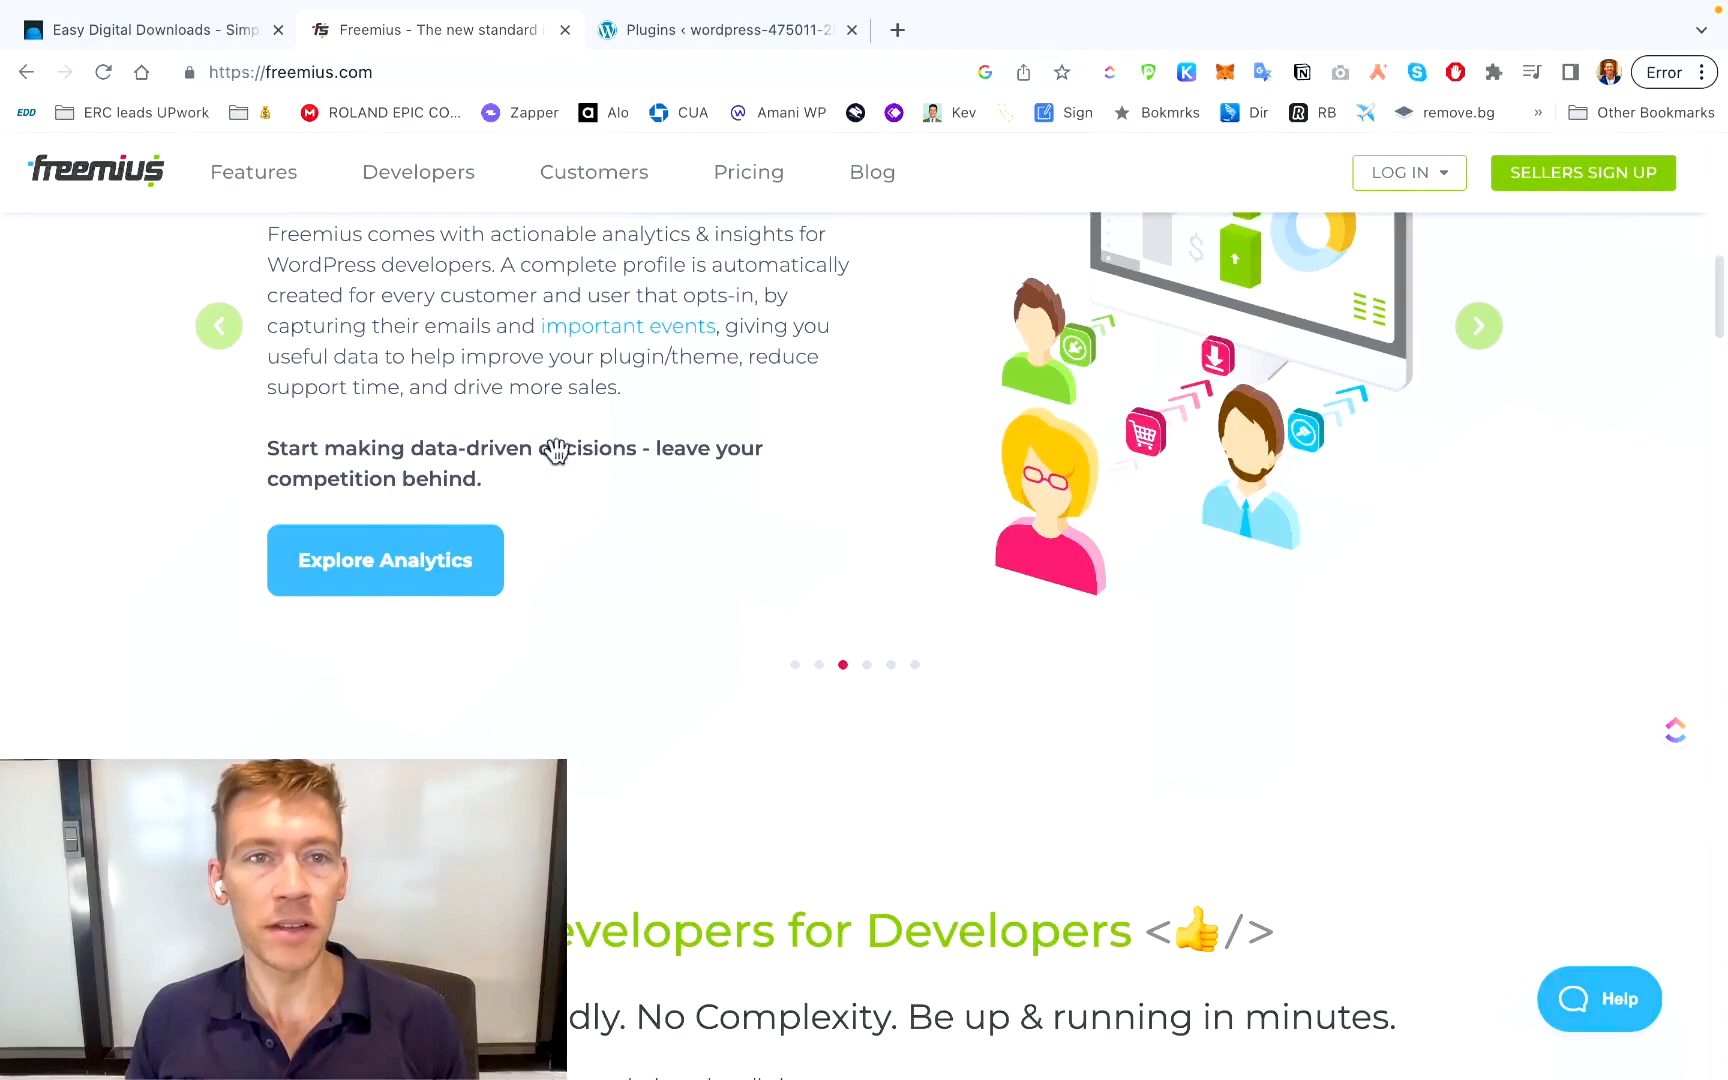 Easy Digital Downloads - Simpl
Freemius - The new standard i
Plugins ‹ wordpress-475011-2
https://freemius.com
Error
EDD
ERC leads UPwork
ROLAND EPIC CO...
Zapper
Alo
CUA
Amani WP
Kev
Sign
Bokmrks
Dir
RB
remove.bg
»
Other Bookmarks
freemius
Features
Developers
Customers
Pricing
Blog
LOG IN
SELLERS SIGN UP
Freemius comes with actionable analytics & insights for
WordPress developers. A complete profile is automatically
created for every customer and user that opts-in, by
capturing their emails and important events, giving you
useful data to help improve your plugin/theme, reduce
support time, and drive more sales.
Start making data-driven decisions - leave your
competition behind.
Explore Analytics
evelopers for Developers <👍/>
dly. No Complexity. Be up & running in minutes.
Help